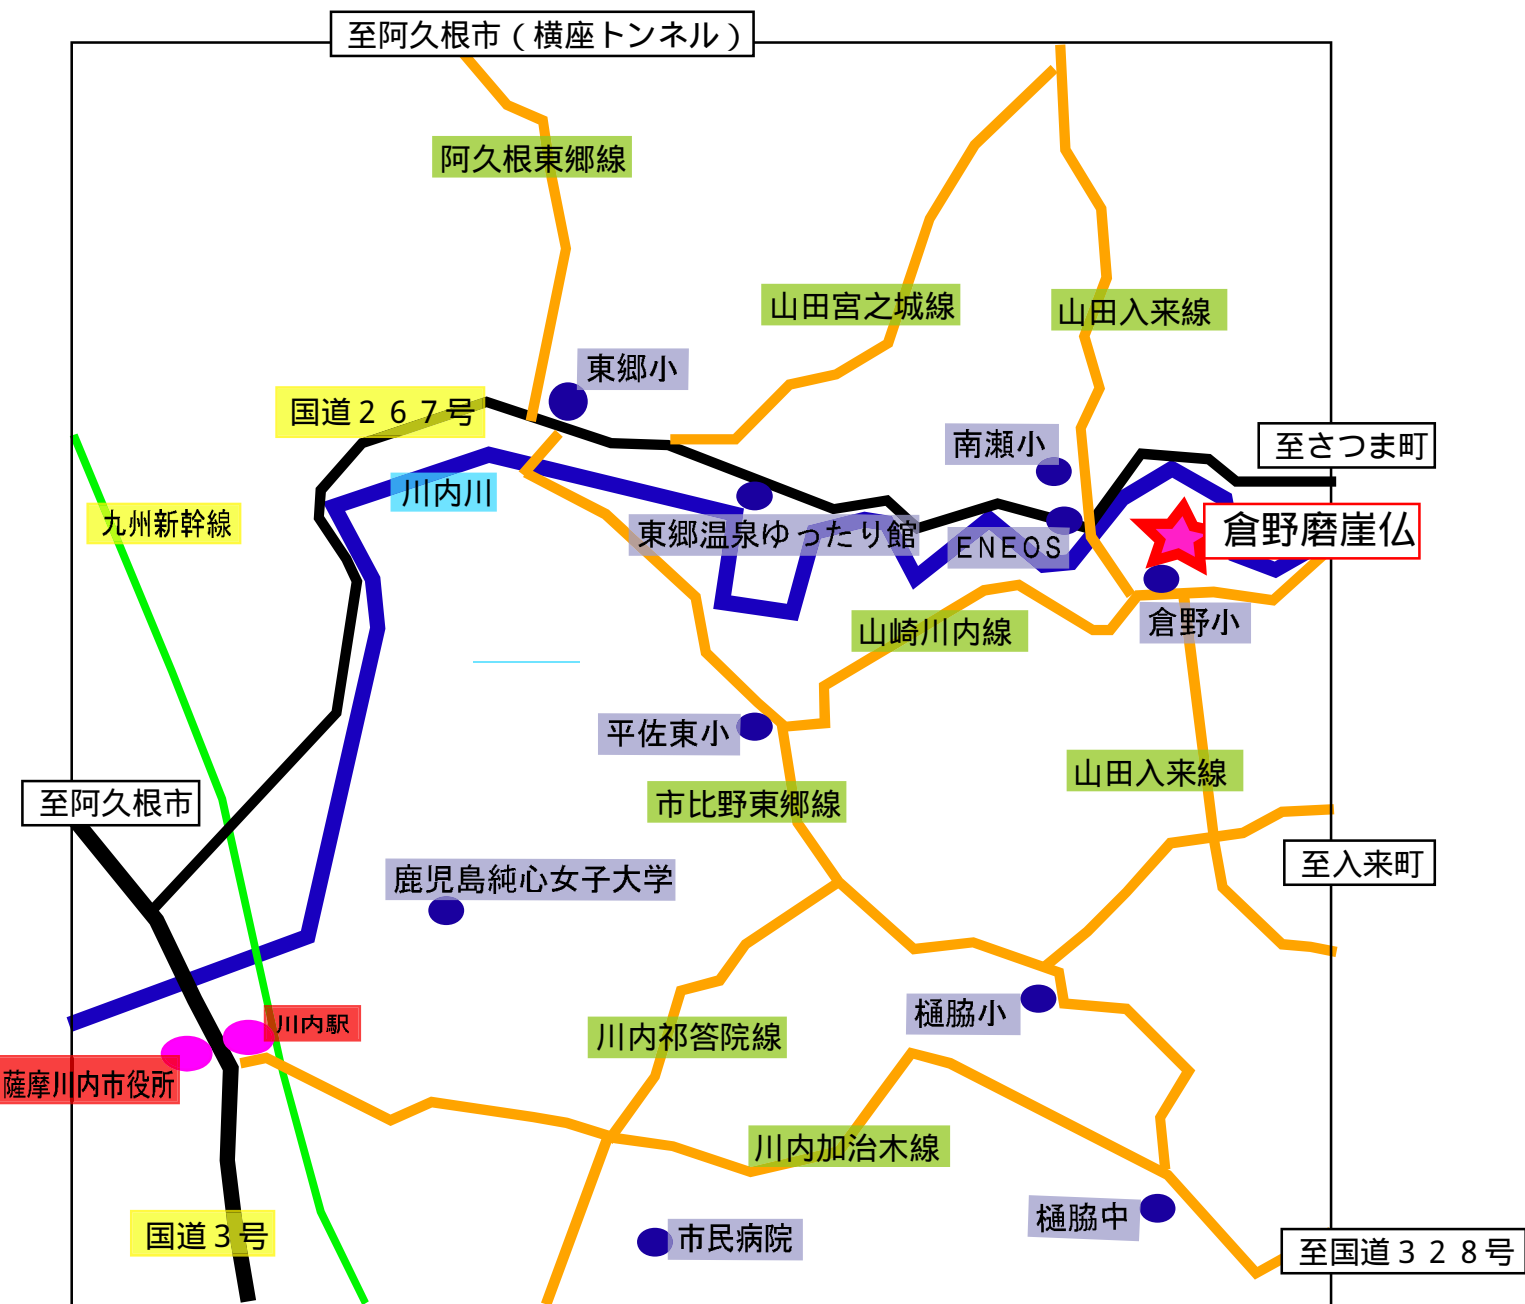 至阿久根市（横座トンネル）
阿久根東郷線
山田宮之城線
山田入来線
東郷小
国道２６７号
南瀬小
至さつま町
川内川
九州新幹線
東郷温泉ゆったり館
ＥＮＥＯＳ
倉野磨崖仏
山崎川内線
倉野小
平佐東小
山田入来線
至阿久根市
市比野東郷線
至入来町
鹿児島純心女子大学
樋脇小
川内駅
川内祁答院線
薩摩川内市役所
川内加治木線
樋脇中
国道３号
市民病院
至国道３２８号